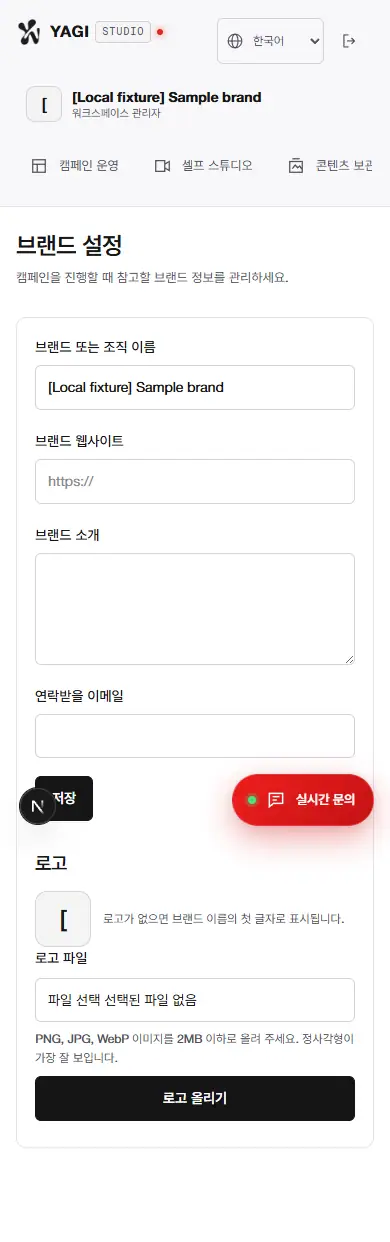 YAGI STUDIO
한국어
[
[Local fixture] Sample brand
워크스페이스 관리자
캠페인 운영
셀프 스튜디오
콘텐츠 보관
브랜드 설정
캠페인을 진행할 때 참고할 브랜드 정보를 관리하세요.
브랜드 또는 조직 이름
[Local fixture] Sample brand
브랜드 웹사이트
https://
브랜드 소개
연락받을 이메일
N
저장
실시간 문의
로고
[
로고가 없으면 브랜드 이름의 첫 글자로 표시됩니다.
로고 파일
파일 선택 선택된 파일 없음
PNG, JPG, WebP 이미지를 2MB 이하로 올려 주세요. 정사각형이
가장 잘 보입니다.
로고 올리기